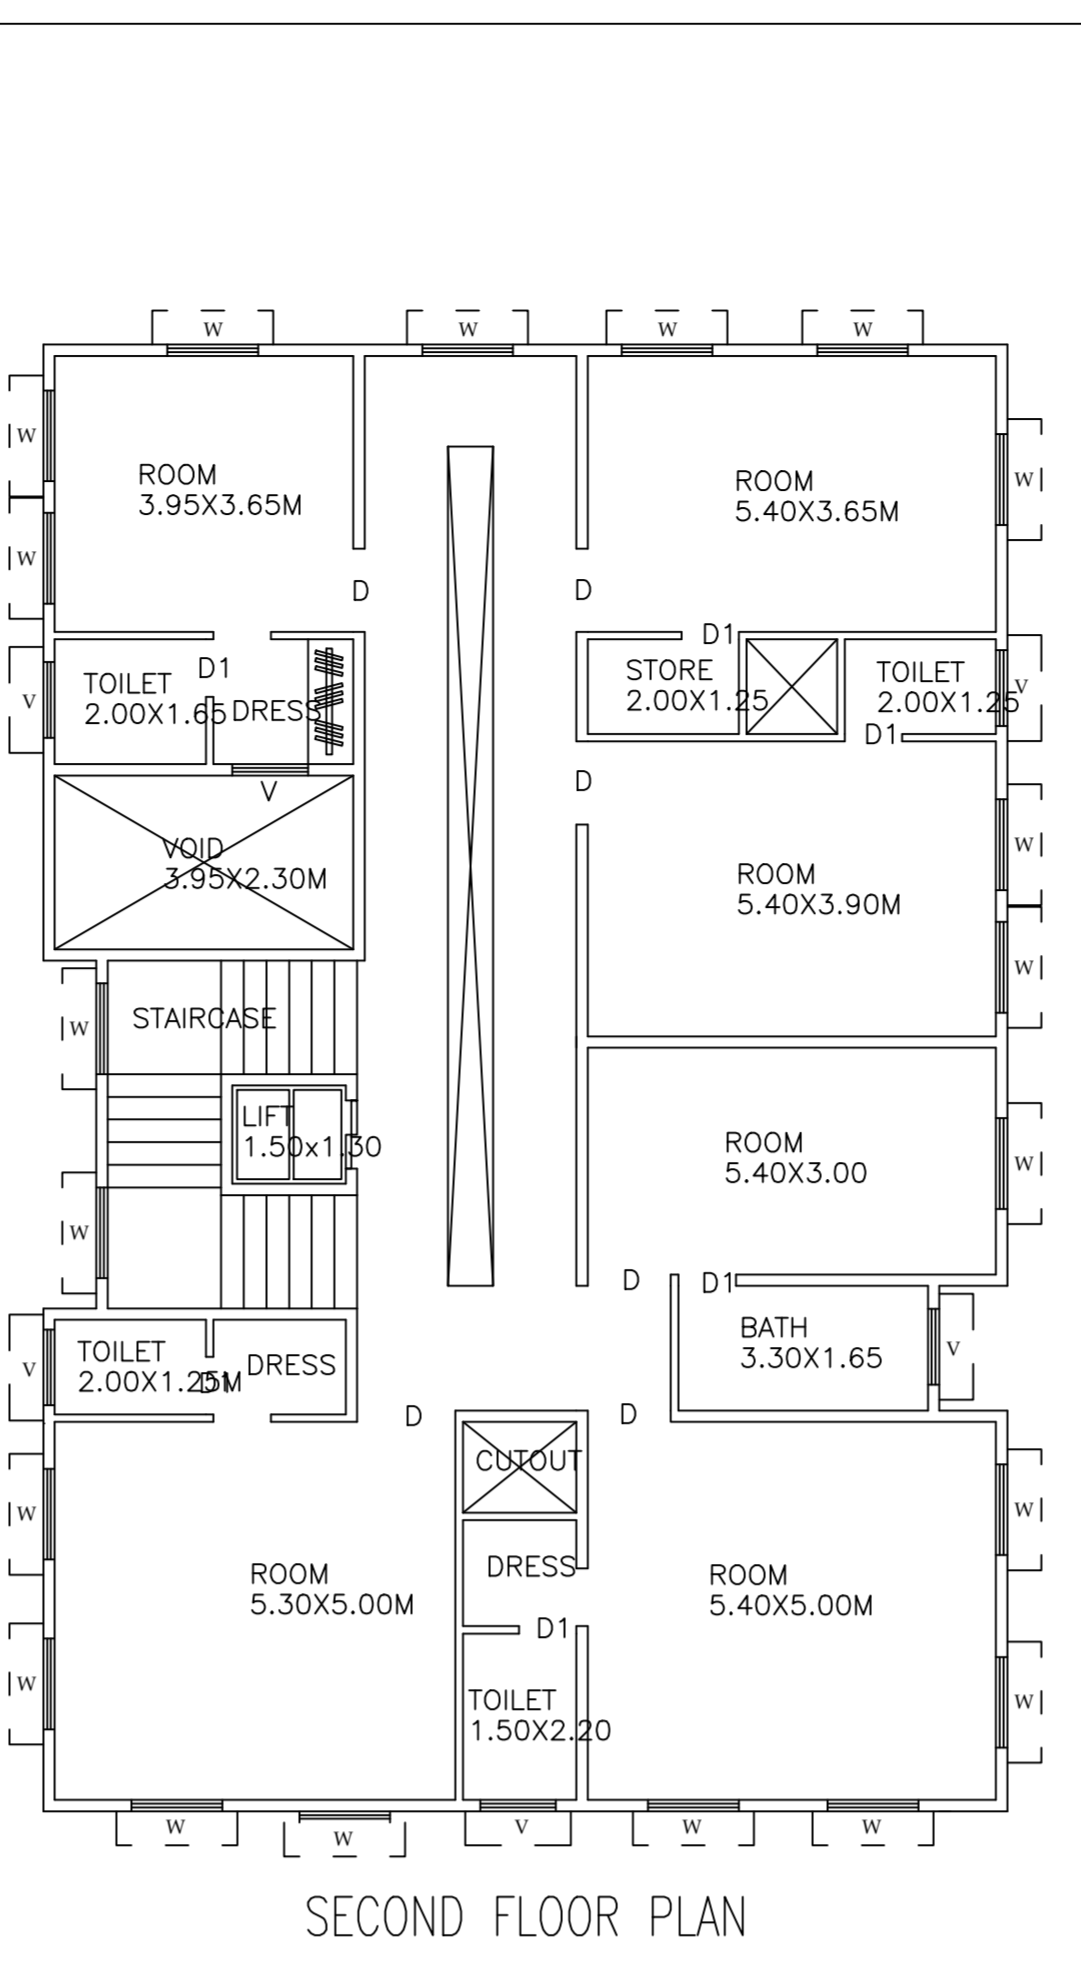 W
W
W
W
W
W
ROOM
3.95X3.65M
ROOM
5.40X3.65M
W
W
D
D
D1
STORE
2.00X1.25
TOILET
2.00X1.25
V
D1
D1
TOILET
2.00X1.65
DRESS
V
V
D
VOID
3.95X2.30M
ROOM
5.40X3.90M
W
W
STAIRCASE
W
LIFT
1.50x1.30
ROOM
5.40X3.00
W
W
D
D1
BATH
3.30X1.65
V
TOILET
2.00X1.25M
D1
DRESS
V
D
D
CUTOUT
W
W
DRESS
ROOM
5.30X5.00M
ROOM
5.40X5.00M
D1
W
W
TOILET
1.50X2.20
W
W
V
W
W
SECOND FLOOR PLAN